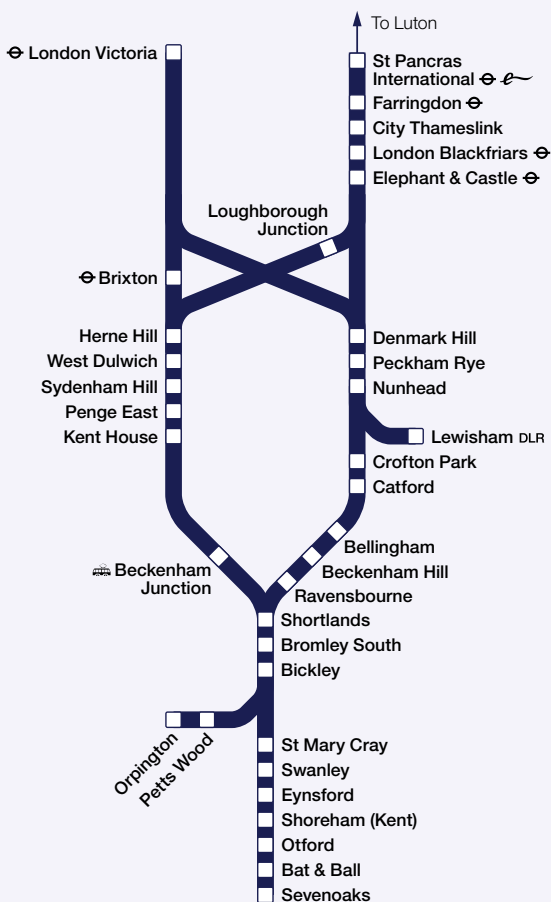 To Luton
London Victoria
St Pancras
International
Farringdon
City Thameslink
London Blackfriars
Elephant & Castle
Loughborough
Junction
Brixton
Herne Hill
West Dulwich
Sydenham Hill
Penge East
Kent House
Denmark Hill
Peckham Rye
Nunhead
Lewisham DLR
Crofton Park
Catford
Bellingham
Beckenham Hill
Ravensbourne
Beckenham
Junction
Shortlands
Bromley South
Bickley
Orpington
Petts Wood
St Mary Cray
Swanley
Eynsford
Shoreham (Kent)
Otford
Bat & Ball
Sevenoaks